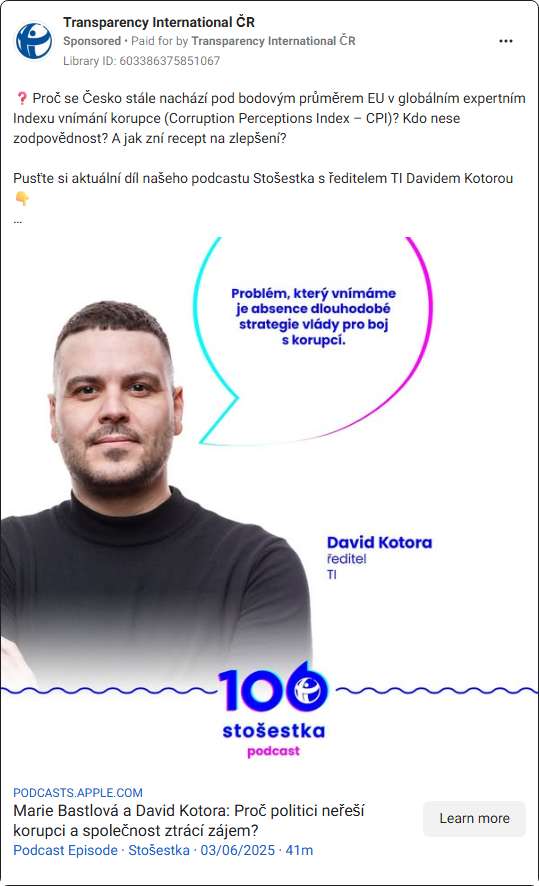 Transparency International ČR
Sponsored • Paid for by Transparency International ČR
Library ID: 603386375851067
❓ Proč se Česko stále nachází pod bodovým průměrem EU v globálním expertním
Indexu vnímání korupce (Corruption Perceptions Index – CPI)? Kdo nese
zodpovědnost? A jak zní recept na zlepšení?
Pusťte si aktuální díl našeho podcastu Stošestka s ředitelem TI Davidem Kotorou
👇
...
Problém, který vnímáme
je absence dlouhodobé
strategie vlády pro boj
s korupcí.
David Kotora
ředitel
TI
106
stošestka
podcast
PODCASTS.APPLE.COM
Marie Bastlová a David Kotora: Proč politici neřeší
korupci a společnost ztrácí zájem?
Learn more
Podcast Episode · Stošestka · 03/06/2025 · 41m